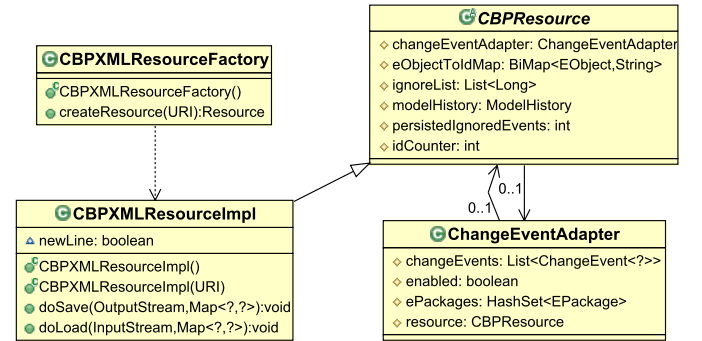 CBPResource
changeEventAdapter: ChangeEventAdapter
eObjectToIdMap: BiMap<EObject,String>
ignoreList: List<Long>
modelHistory: ModelHistory
persistedIgnoredEvents: int
idCounter: int
CBPXMLResourceFactory
CBPXMLResourceFactory()
createResource(URI):Resource
CBPXMLResourceImpl
newLine: boolean
CBPXMLResourceImpl()
CBPXMLResourceImpl(URI)
doSave(OutputStream,Map<?,?>):void
doLoad(InputStream,Map<?,?>):void
0..1
0..1
ChangeEventAdapter
changeEvents: List<ChangeEvent<?>>
enabled: boolean
ePackages: HashSet<EPackage>
resource: CBPResource